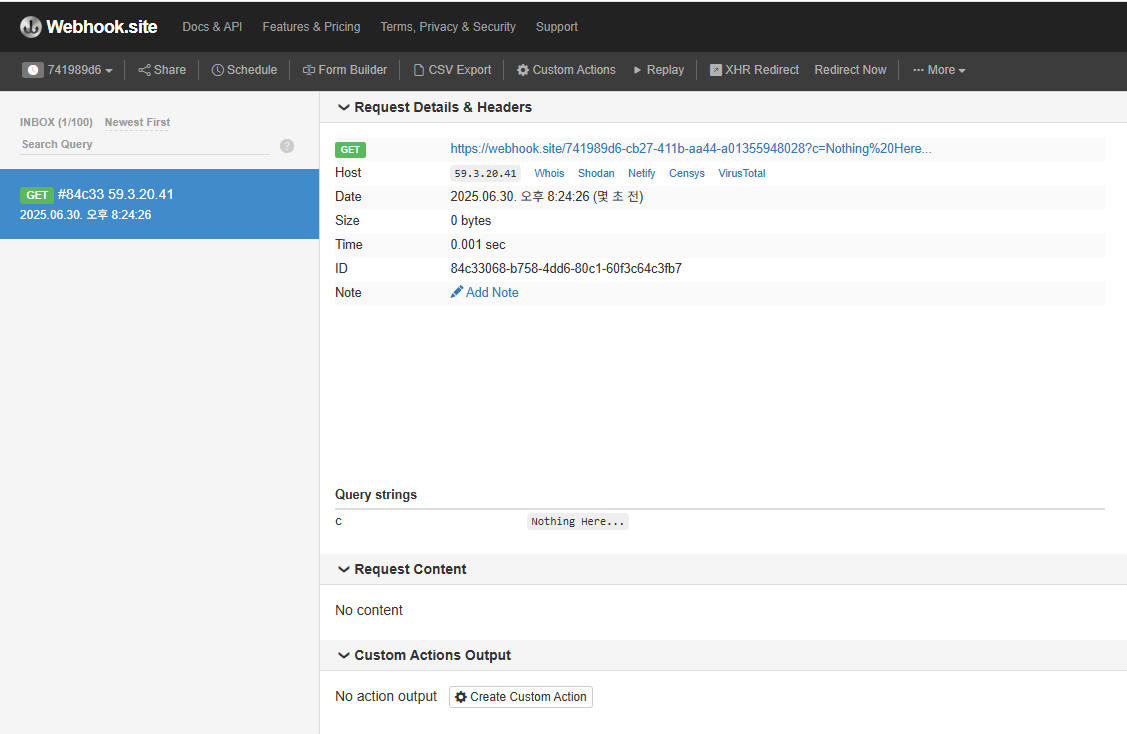 Webhook.site Docs & API Features & Pricing Terms, Privacy & Security Support
741989d6 Share Schedule Form Builder CSV Export Custom Actions Replay XHR Redirect Redirect Now ··· More
INBOX (1/100) Newest First
Search Query ?
GET #84c33 59.3.20.41
2025.06.30. 오후 8:24:26
Request Details & Headers
GET https://webhook.site/741989d6-cb27-411b-aa44-a01355948028?c=Nothing%20Here...
Host 59.3.20.41 Whois Shodan Netify Censys VirusTotal
Date 2025.06.30. 오후 8:24:26 (몇 초 전)
Size 0 bytes
Time 0.001 sec
ID 84c33068-b758-4dd6-80c1-60f3c64c3fb7
Note Add Note
Query strings
c Nothing Here...
Request Content
No content
Custom Actions Output
No action output Create Custom Action